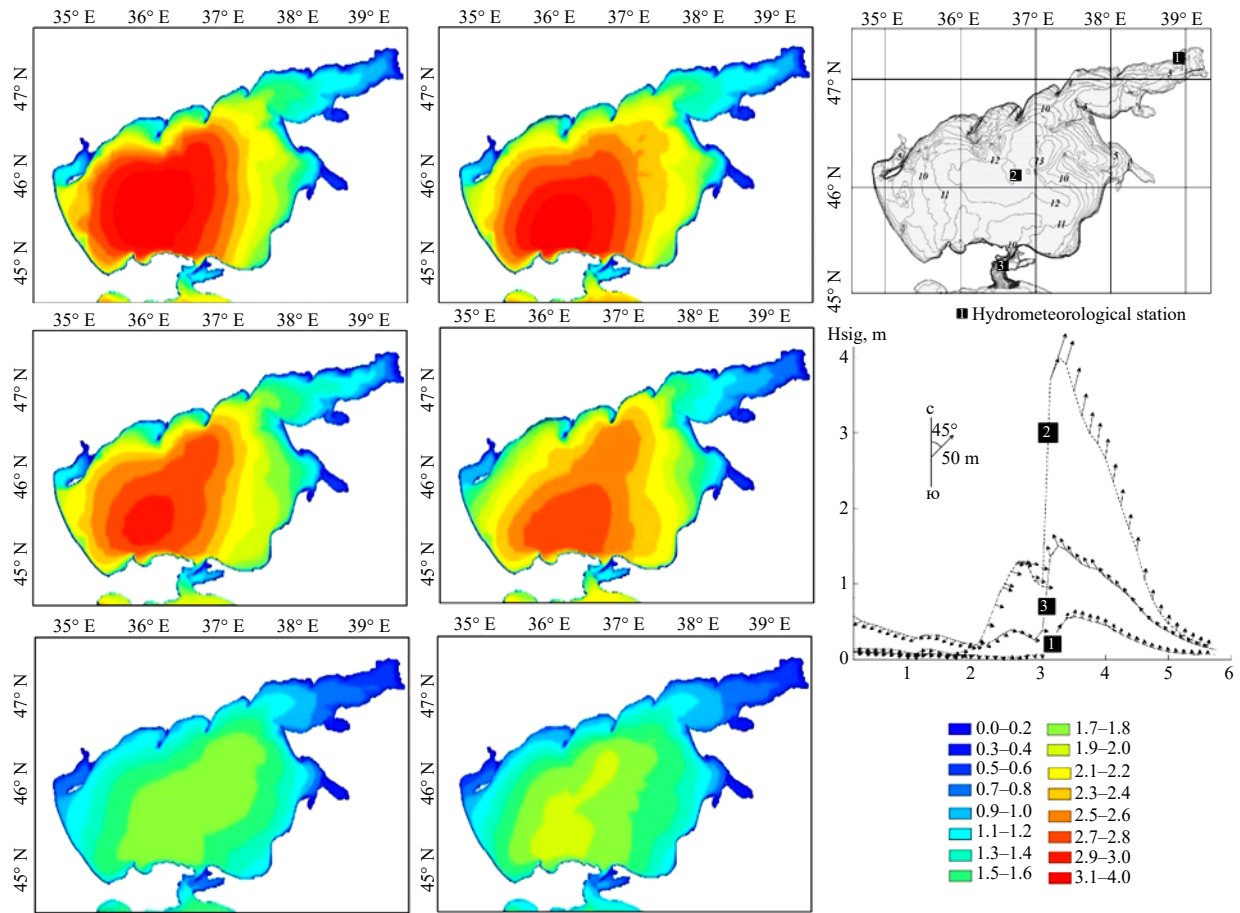 35° E 36° E 37° E 38° E 39° E
35° E 36° E 37° E 38° E 39° E
35° E 36° E 37° E 38° E 39° E
47° N
46° N
45° N
47° N
46° N
45° N
47° N
46° N
45° N
1
2
3
5
10
12
13
10
5
5
10
11
12
11
10
5
1 Hydrometeorological station
35° E 36° E 37° E 38° E 39° E
35° E 36° E 37° E 38° E 39° E
47° N
46° N
45° N
47° N
46° N
45° N
Hsig, m
4
3
2
1
0
1 2 3 4 5 6
с
45°
50 m
ю
2
3
1
35° E 36° E 37° E 38° E 39° E
35° E 36° E 37° E 38° E 39° E
47° N
46° N
45° N
47° N
46° N
45° N
0.0–0.2
0.3–0.4
0.5–0.6
0.7–0.8
0.9–1.0
1.1–1.2
1.3–1.4
1.5–1.6
1.7–1.8
1.9–2.0
2.1–2.2
2.3–2.4
2.5–2.6
2.7–2.8
2.9–3.0
3.1–4.0